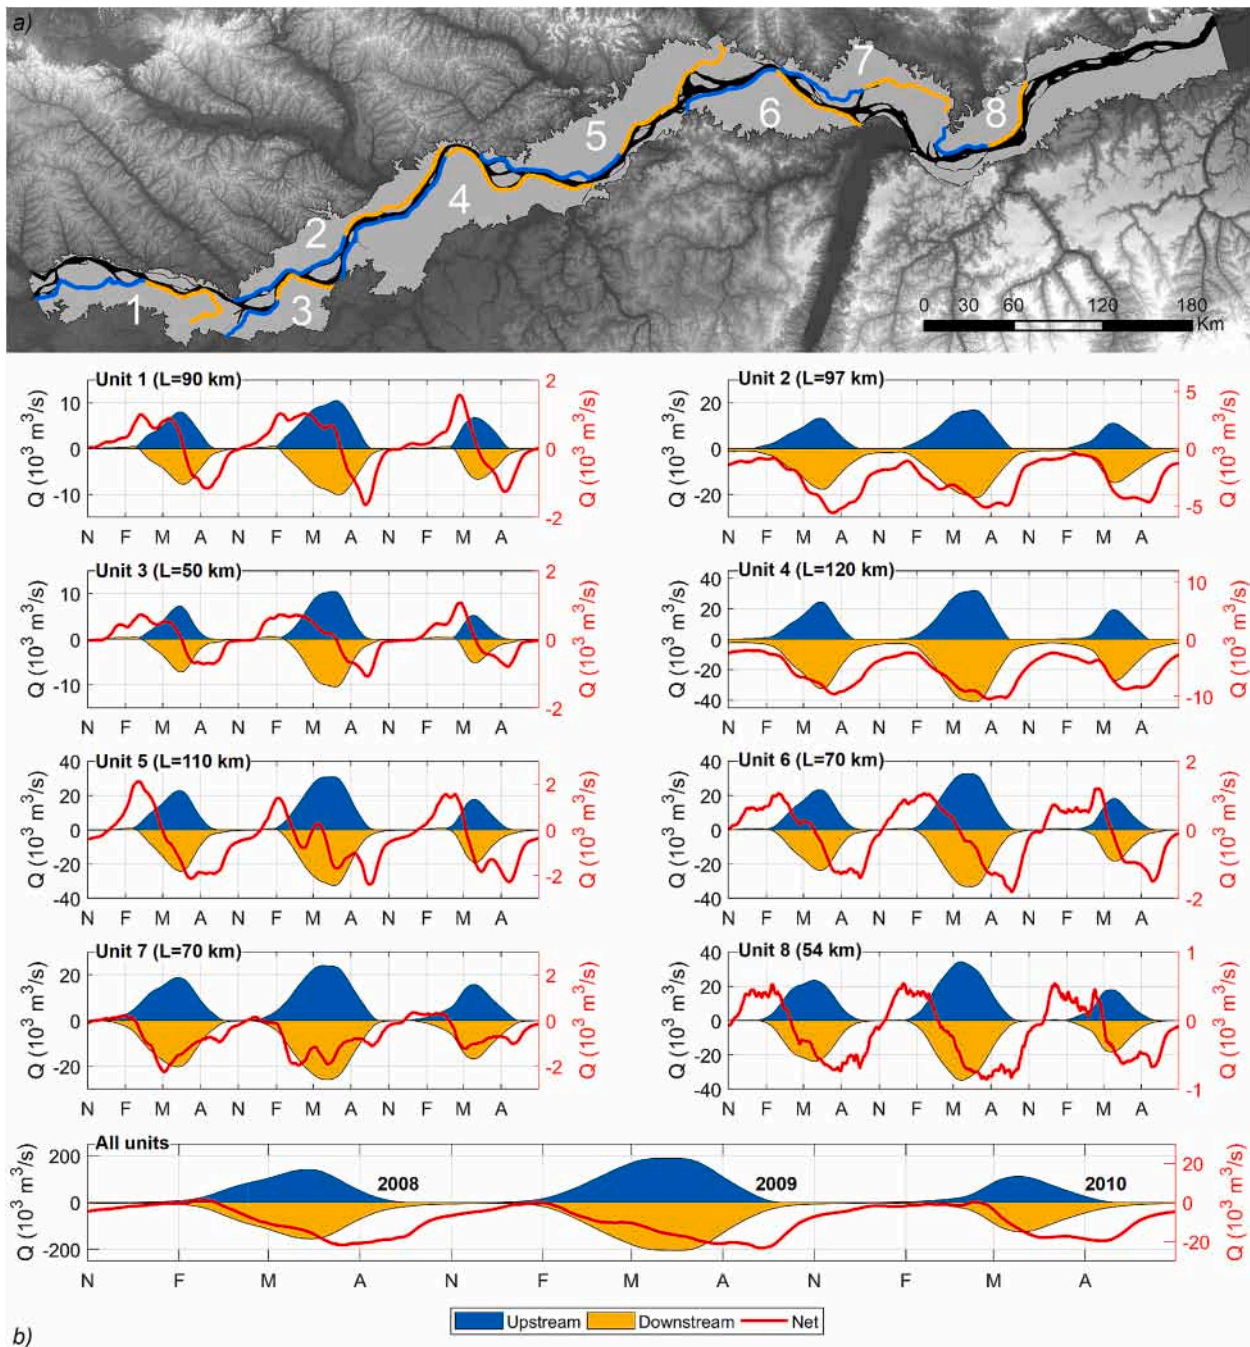 a)
1
2
3
4
5
6
7
8
0 30 60 120 180
Km
Unit 1 (L=90 km)
Q (10³ m³/s)
10
0
-10
2
1
0
-1
-2
Q (10³ m³/s)
N F M A N F M A N F M A
Unit 2 (L=97 km)
Q (10³ m³/s)
20
0
-20
5
0
-5
Q (10³ m³/s)
N F M A N F M A N F M A
Unit 3 (L=50 km)
Q (10³ m³/s)
10
0
-10
2
1
0
-1
-2
Q (10³ m³/s)
N F M A N F M A N F M A
Unit 4 (L=120 km)
Q (10³ m³/s)
40
20
0
-20
-40
10
0
-10
Q (10³ m³/s)
N F M A N F M A N F M A
Unit 5 (L=110 km)
Q (10³ m³/s)
40
20
0
-20
-40
2
0
-2
Q (10³ m³/s)
N F M A N F M A N F M A
Unit 6 (L=70 km)
Q (10³ m³/s)
40
20
0
-20
-40
2
1
0
-1
-2
Q (10³ m³/s)
N F M A N F M A N F M A
Unit 7 (L=70 km)
Q (10³ m³/s)
20
0
-20
2
0
-2
Q (10³ m³/s)
N F M A N F M A N F M A
Unit 8 (54 km)
Q (10³ m³/s)
40
20
0
-20
-40
1
0
-1
Q (10³ m³/s)
N F M A N F M A N F M A
All units
Q (10³ m³/s)
200
0
-200
2008
2009
2010
20
0
-20
Q (10³ m³/s)
N F M A N F M A N F M A
Upstream Downstream Net
b)